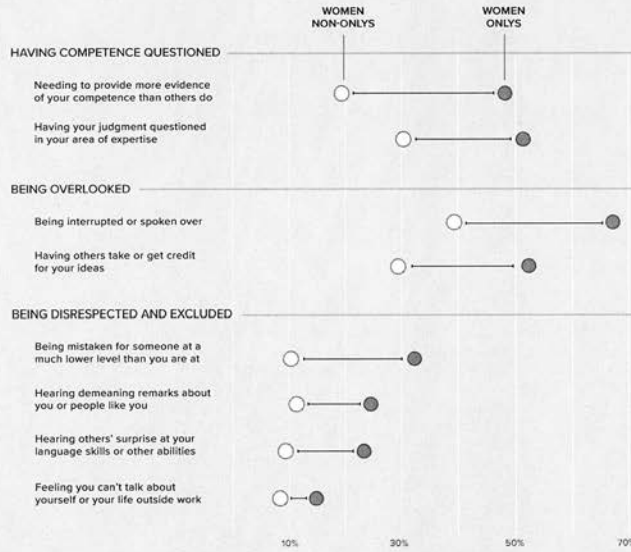 WOMEN
NON-ONLYS
WOMEN
ONLYS
HAVING COMPETENCE QUESTIONED
Needing to provide more evidence
of your competence than others do
Having your judgment questioned
in your area of expertise
BEING OVERLOOKED
Being interrupted or spoken over
Having others take or get credit
for your ideas
BEING DISRESPECTED AND EXCLUDED
Being mistaken for someone at a
much lower level than you are at
Hearing demeaning remarks about
you or people like you
Hearing others' surprise at your
language skills or other abilities
Feeling you can't talk about
yourself or your life outside work
10% 30% 50% 70%